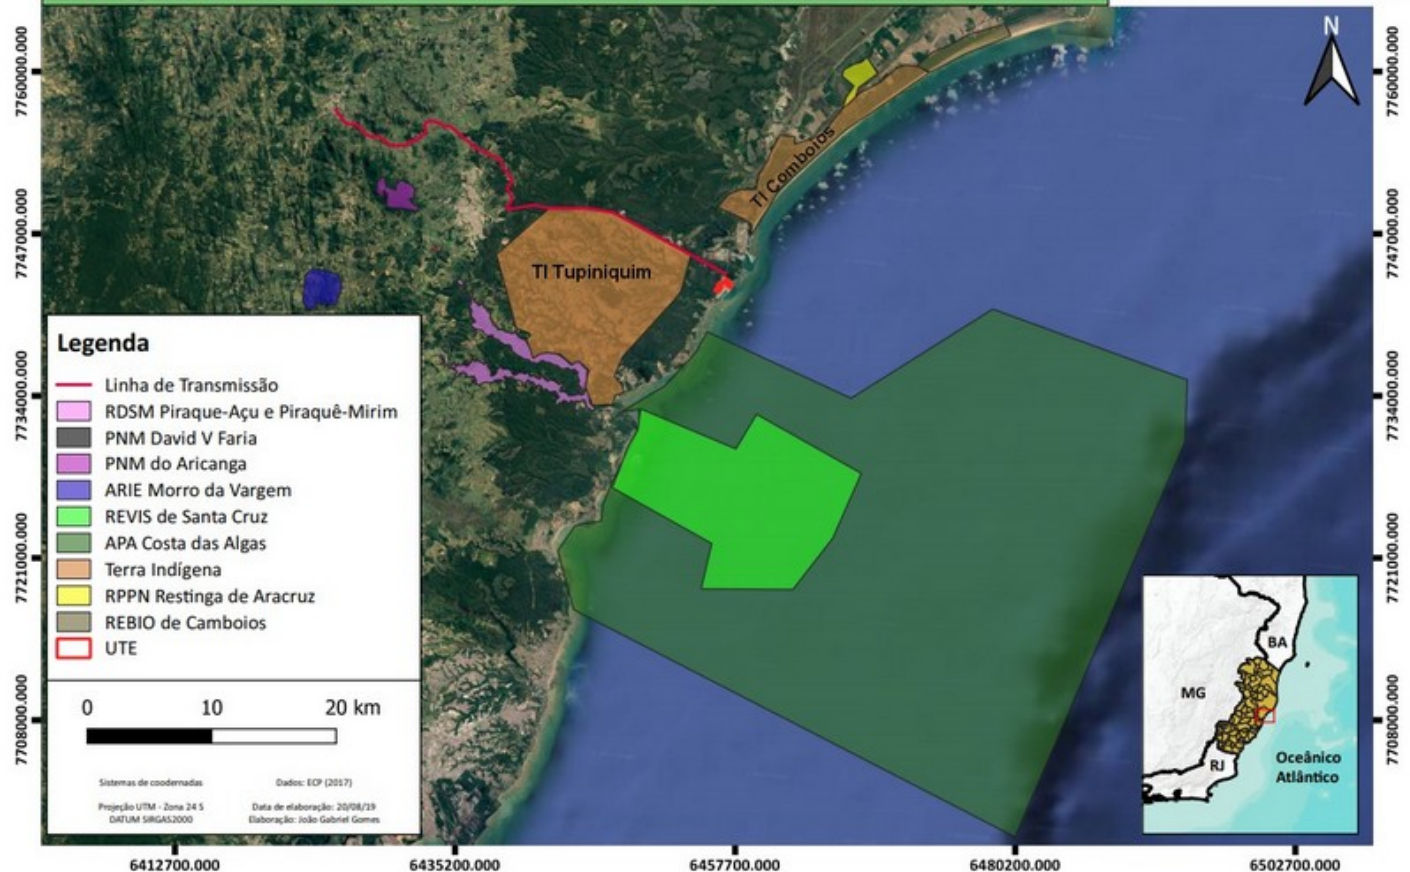 N
7760000.000
7747000.000
7734000.000
7721000.000
7708000.000
7760000.000
7747000.000
7734000.000
7721000.000
7708000.000
TI Comboios
TI Tupiniquim
Legenda
Linha de Transmissão
RDSM Piraque-Açu e Piraquê-Mirim
PNM David V Faria
PNM do Aricanga
ARIE Morro da Vargem
REVIS de Santa Cruz
APA Costa das Algas
Terra Indígena
RPPN Restinga de Aracruz
REBIO de Camboios
UTE
0 10 20 km
Sistemas de coodernadas
Projeção UTM - Zona 24 S
DATUM SIRGAS2000
Dados: ECP (2017)
Data de elaboração: 20/08/19
Elaboração: João Gabriel Gomes
BA
MG
RJ
Oceânico
Atlântico
6412700.000 6435200.000 6457700.000 6480200.000 6502700.000